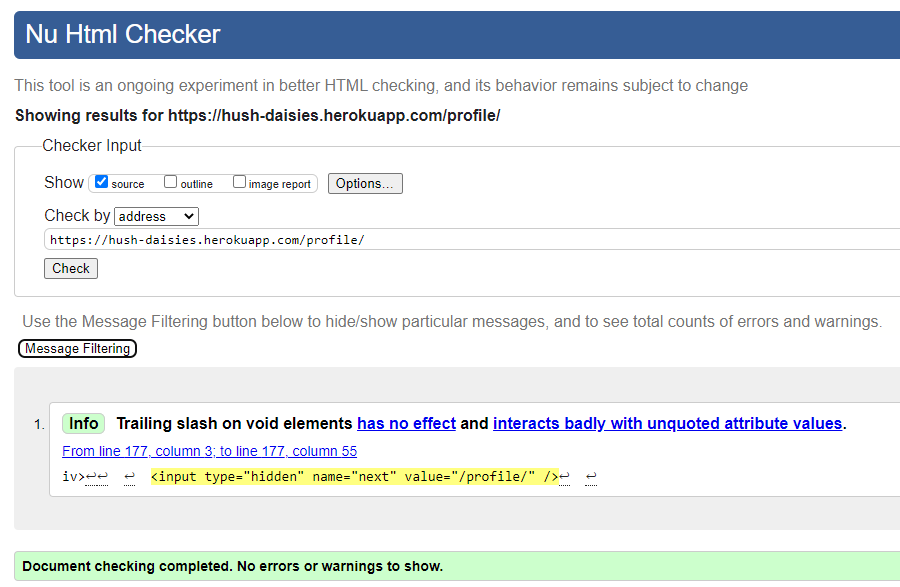 Nu Html Checker
This tool is an ongoing experiment in better HTML checking, and its behavior remains subject to change
Showing results for https://hush-daisies.herokuapp.com/profile/
Checker Input
Show source outline image report Options...
Check by address
https://hush-daisies.herokuapp.com/profile/
Check
Use the Message Filtering button below to hide/show particular messages, and to see total counts of errors and warnings.
Message Filtering
1. Info Trailing slash on void elements has no effect and interacts badly with unquoted attribute values.
From line 177, column 3; to line 177, column 55
iv>↩↩ ↩ <input type="hidden" name="next" value="/profile/" />↩ ↩
Document checking completed. No errors or warnings to show.